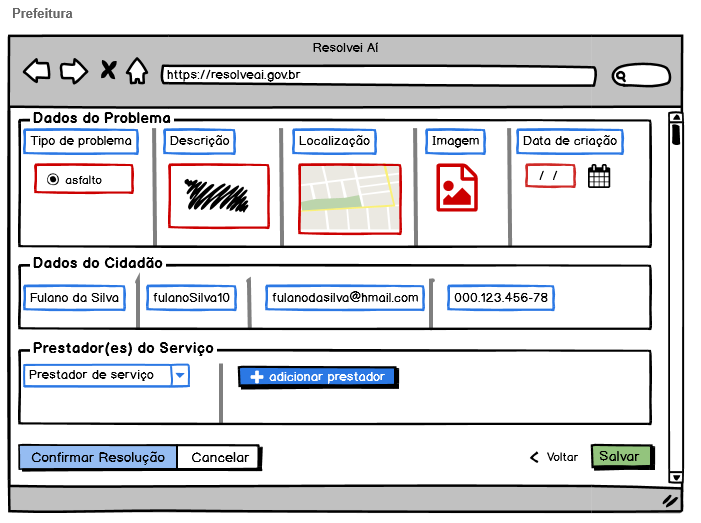 Prefeitura
Resolvei Aí
https://resolveai.gov.br
Dados do Problema
Tipo de problema
Descrição
Localização
Imagem
Data de criação
asfalto
/ /
Dados do Cidadão
Fulano da Silva
fulanoSilva10
fulanodasilva@hmail.com
000.123.456-78
Prestador(es) do Serviço
Prestador de serviço
adicionar prestador
Confirmar Resolução
Cancelar
Voltar
Salvar